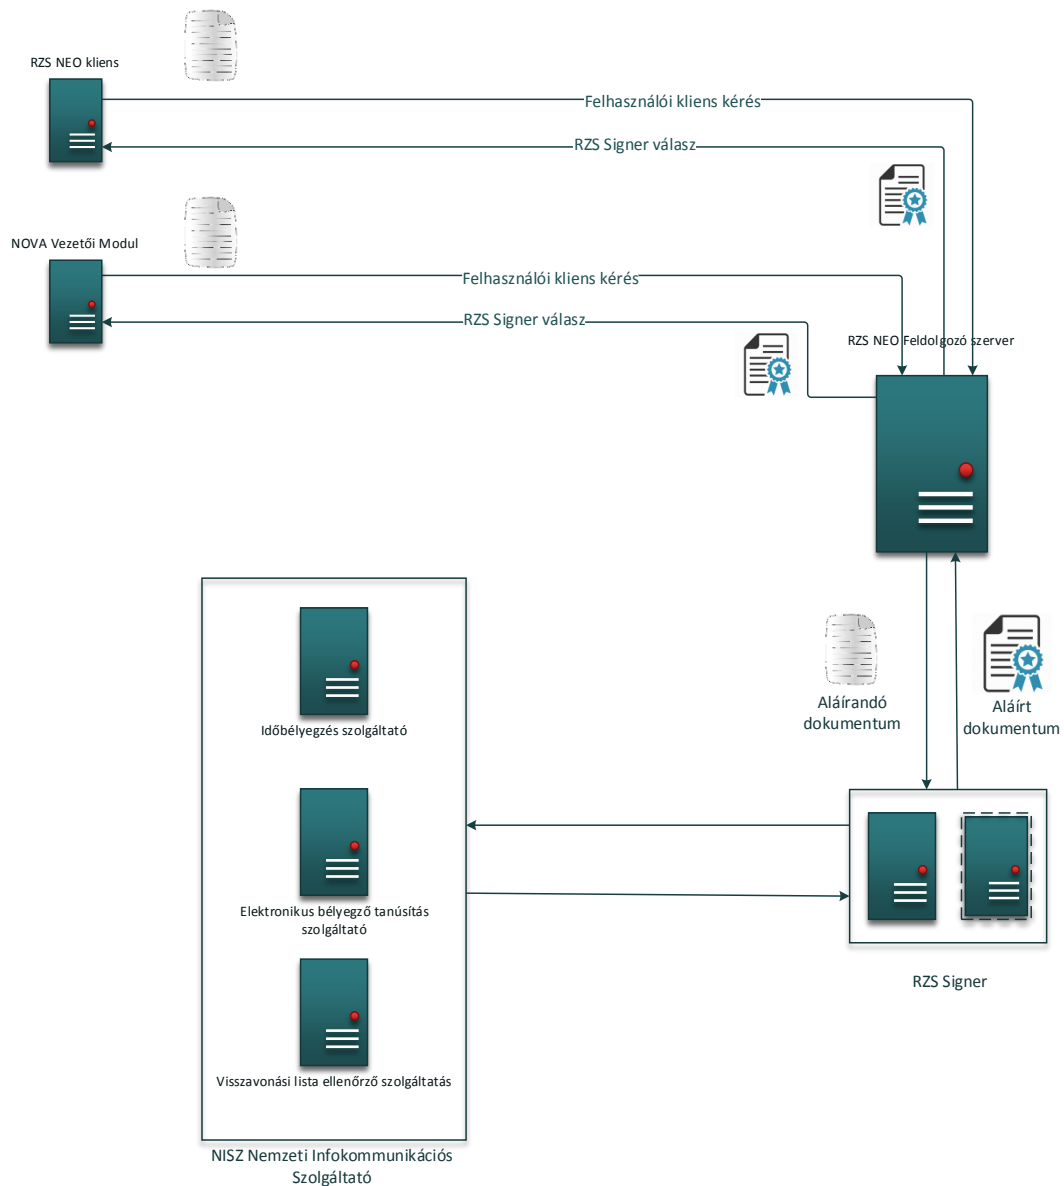 RZS NEO kliens
Felhasználói kliens kérés
RZS Signer válasz
NOVA Vezetői Modul
Felhasználói kliens kérés
RZS Signer válasz
RZS NEO Feldolgozó szerver
Aláírandó
dokumentum
Aláírt
dokumentum
Időbélyegzés szolgáltató
Elektronikus bélyegző tanúsítás
szolgáltató
Visszavonási lista ellenőrző szolgáltatás
RZS Signer
NISZ Nemzeti Infokommunikációs
Szolgáltató